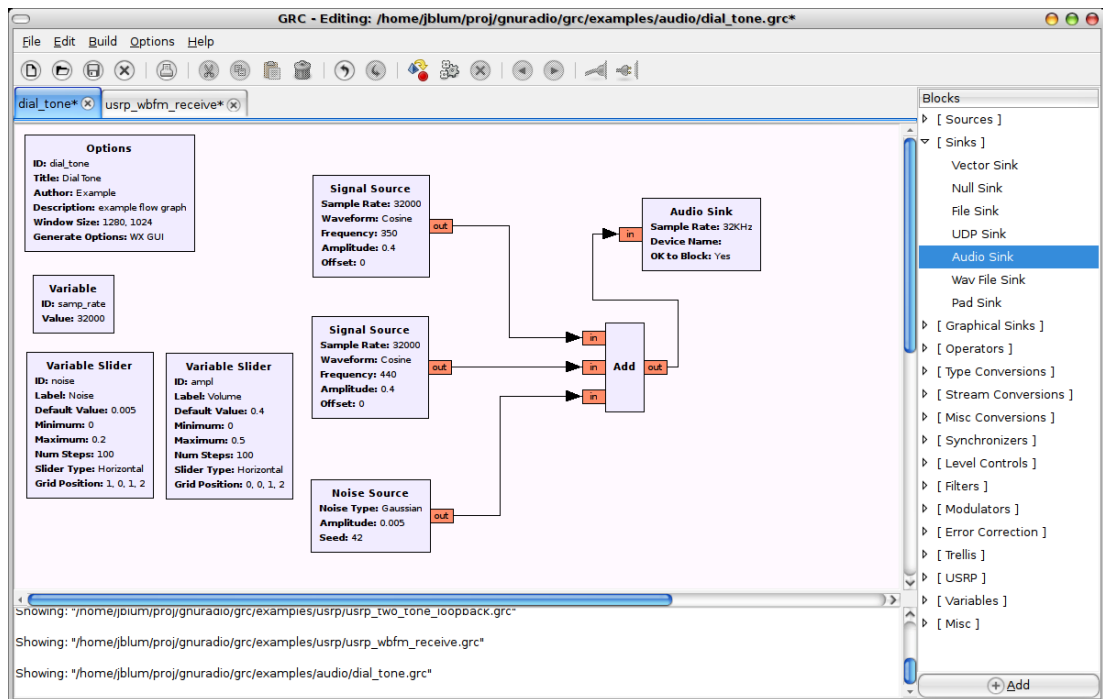 GRC - Editing: /home/jblum/proj/gnuradio/grc/examples/audio/dial_tone.grc*
File Edit Build Options Help
dial_tone* usrp_wbfm_receive*
Options
ID: dial_tone
Title: Dial Tone
Author: Example
Description: example flow graph
Window Size: 1280, 1024
Generate Options: WX GUI
Variable
ID: samp_rate
Value: 32000
Variable Slider
ID: noise
Label: Noise
Default Value: 0.005
Minimum: 0
Maximum: 0.2
Num Steps: 100
Slider Type: Horizontal
Grid Position: 1, 0, 1, 2
Variable Slider
ID: ampl
Label: Volume
Default Value: 0.4
Minimum: 0
Maximum: 0.5
Num Steps: 100
Slider Type: Horizontal
Grid Position: 0, 0, 1, 2
Signal Source
Sample Rate: 32000
Waveform: Cosine
Frequency: 350
Amplitude: 0.4
Offset: 0
out
Signal Source
Sample Rate: 32000
Waveform: Cosine
Frequency: 440
Amplitude: 0.4
Offset: 0
out
Noise Source
Noise Type: Gaussian
Amplitude: 0.005
Seed: 42
out
in
in
in
Add
out
in
Audio Sink
Sample Rate: 32KHz
Device Name:
OK to Block: Yes
Blocks
[ Sources ]
[ Sinks ]
Vector Sink
Null Sink
File Sink
UDP Sink
Audio Sink
Wav File Sink
Pad Sink
[ Graphical Sinks ]
[ Operators ]
[ Type Conversions ]
[ Stream Conversions ]
[ Misc Conversions ]
[ Synchronizers ]
[ Level Controls ]
[ Filters ]
[ Modulators ]
[ Error Correction ]
[ Trellis ]
[ USRP ]
[ Variables ]
[ Misc ]
Add
Showing: "/home/jblum/proj/gnuradio/grc/examples/usrp/usrp_two_tone_loopback.grc"
Showing: "/home/jblum/proj/gnuradio/grc/examples/usrp/usrp_wbfm_receive.grc"
Showing: "/home/jblum/proj/gnuradio/grc/examples/audio/dial_tone.grc"